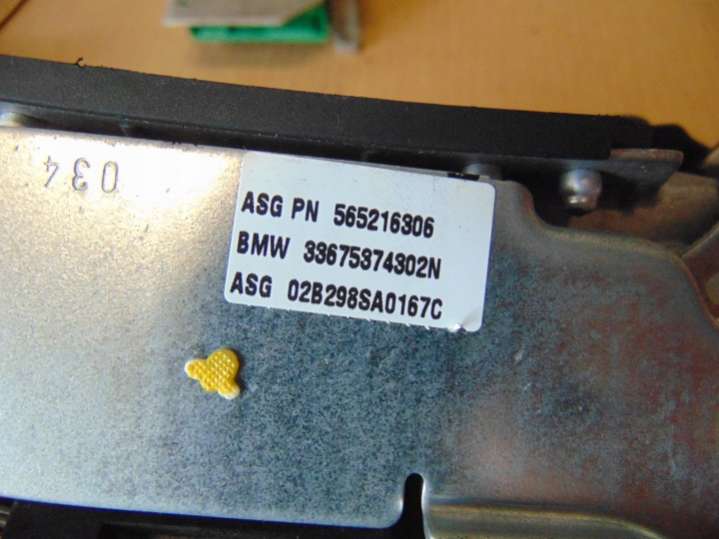 034
ASG PN 565216306
BMW 33675374302N
ASG 02B298SA0167C